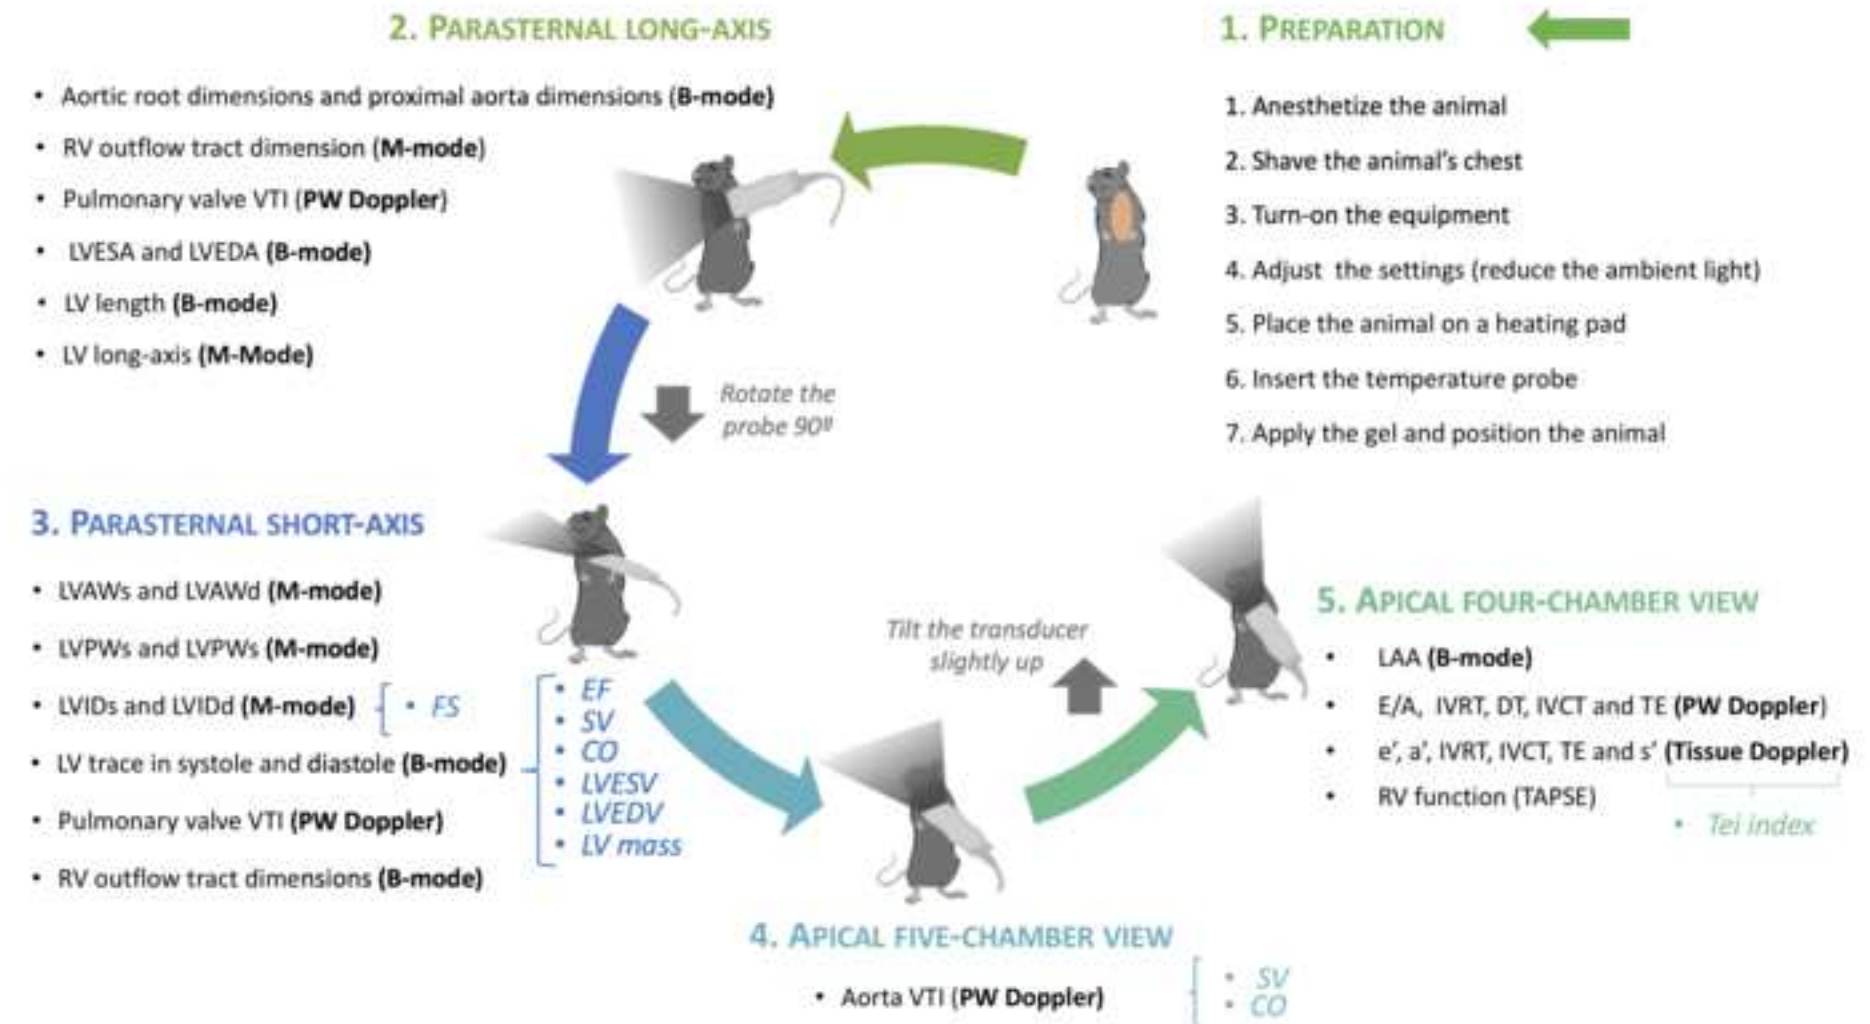 1. PREPARATION
1. Anesthetize the animal
2. Shave the animal's chest
3. Turn-on the equipment
4. Adjust the settings (reduce the ambient light)
5. Place the animal on a heating pad
6. Insert the temperature probe
7. Apply the gel and position the animal
2. PARASTERNAL LONG-AXIS
• Aortic root dimensions and proximal aorta dimensions (B-mode)
• RV outflow tract dimension (M-mode)
• Pulmonary valve VTI (PW Doppler)
• LVESA and LVEDA (B-mode)
• LV length (B-mode)
• LV long-axis (M-Mode)
Rotate the
probe 90º
3. PARASTERNAL SHORT-AXIS
• LVAWs and LVAWd (M-mode)
• LVPWs and LVPWs (M-mode)
• LVIDs and LVIDd (M-mode)
• FS
• LV trace in systole and diastole (B-mode)
• EF
• SV
• CO
• LVESV
• LVEDV
• LV mass
• Pulmonary valve VTI (PW Doppler)
• RV outflow tract dimensions (B-mode)
4. APICAL FIVE-CHAMBER VIEW
• Aorta VTI (PW Doppler)
• SV
• CO
Tilt the transducer
slightly up
5. APICAL FOUR-CHAMBER VIEW
• LAA (B-mode)
• E/A, IVRT, DT, IVCT and TE (PW Doppler)
• e', a', IVRT, IVCT, TE and s' (Tissue Doppler)
• RV function (TAPSE)
• Tei index